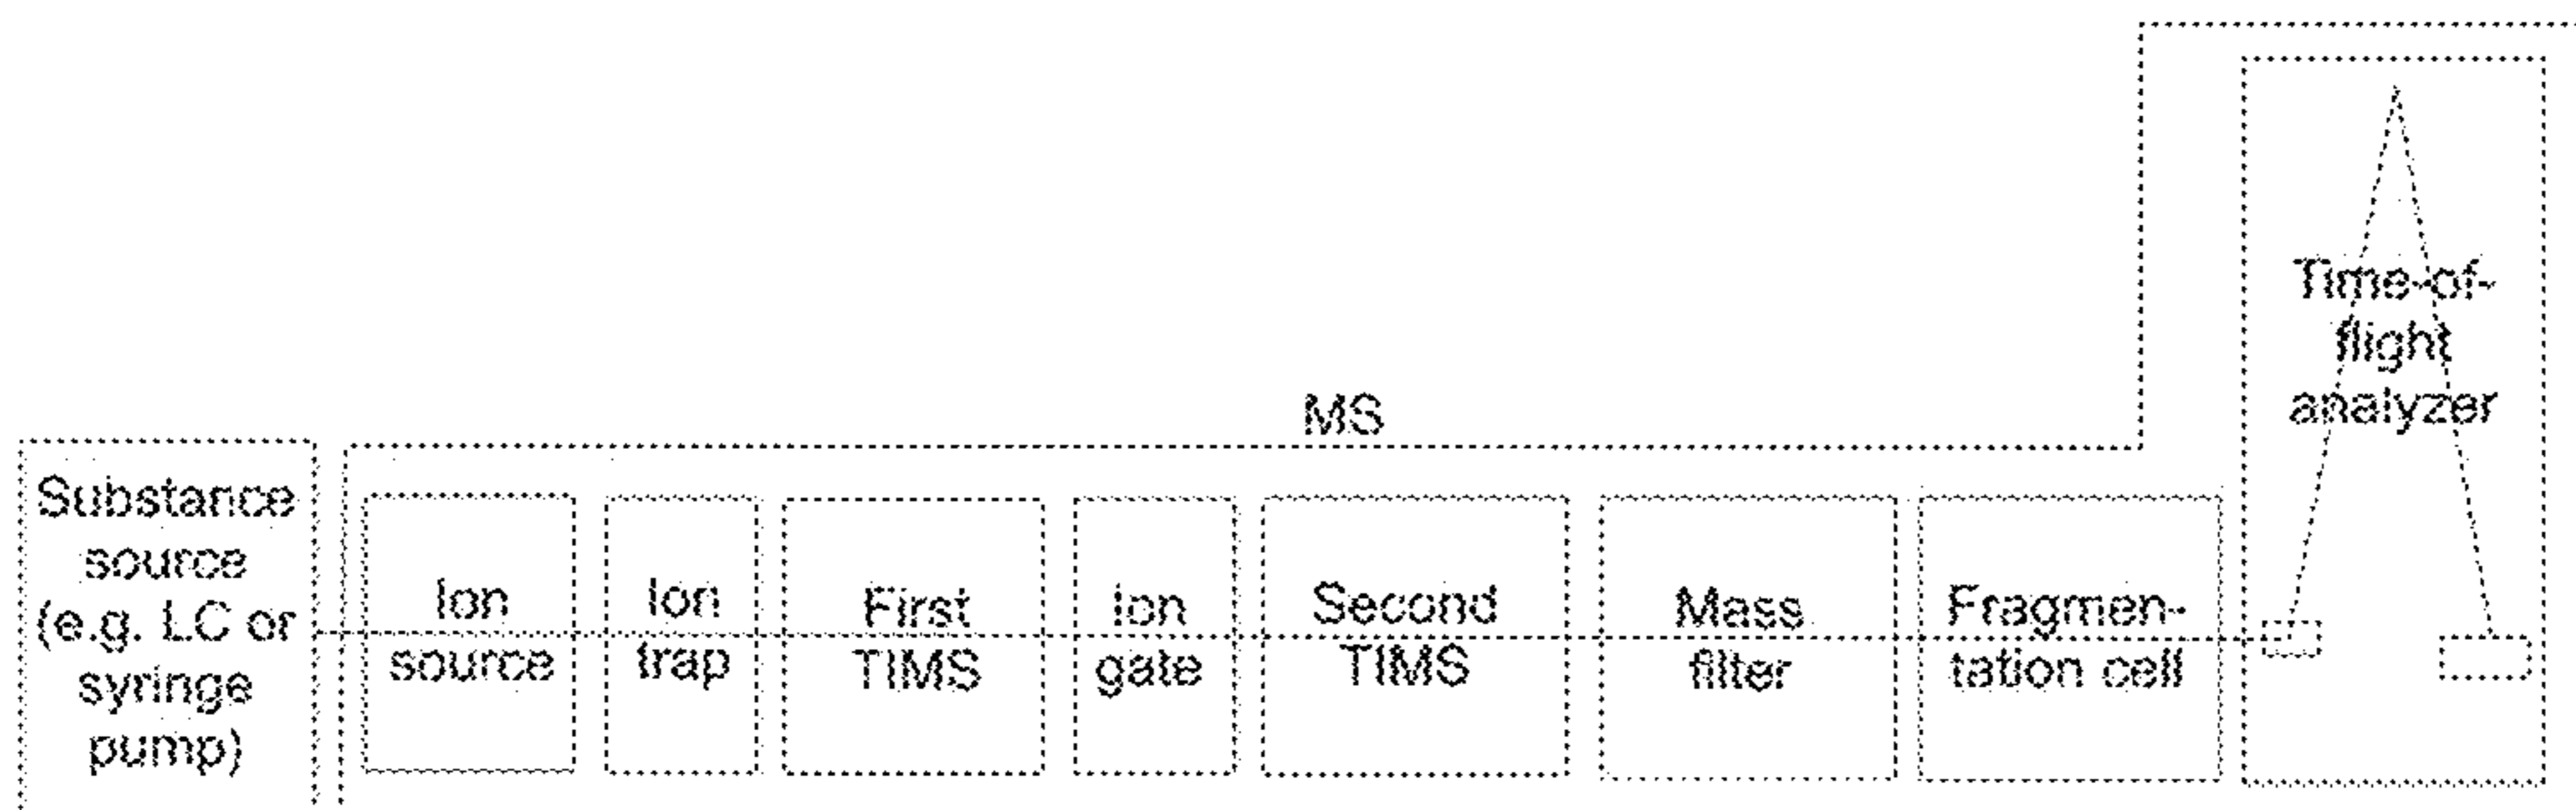 MS
Time-of-
flight
analyzer
Substance
source
(e.g. LC or
syringe
pump)
Ion
source
Ion
trap
First
TIMS
Ion
gate
Second
TIMS
Mass
filter
Fragmen-
tation cell